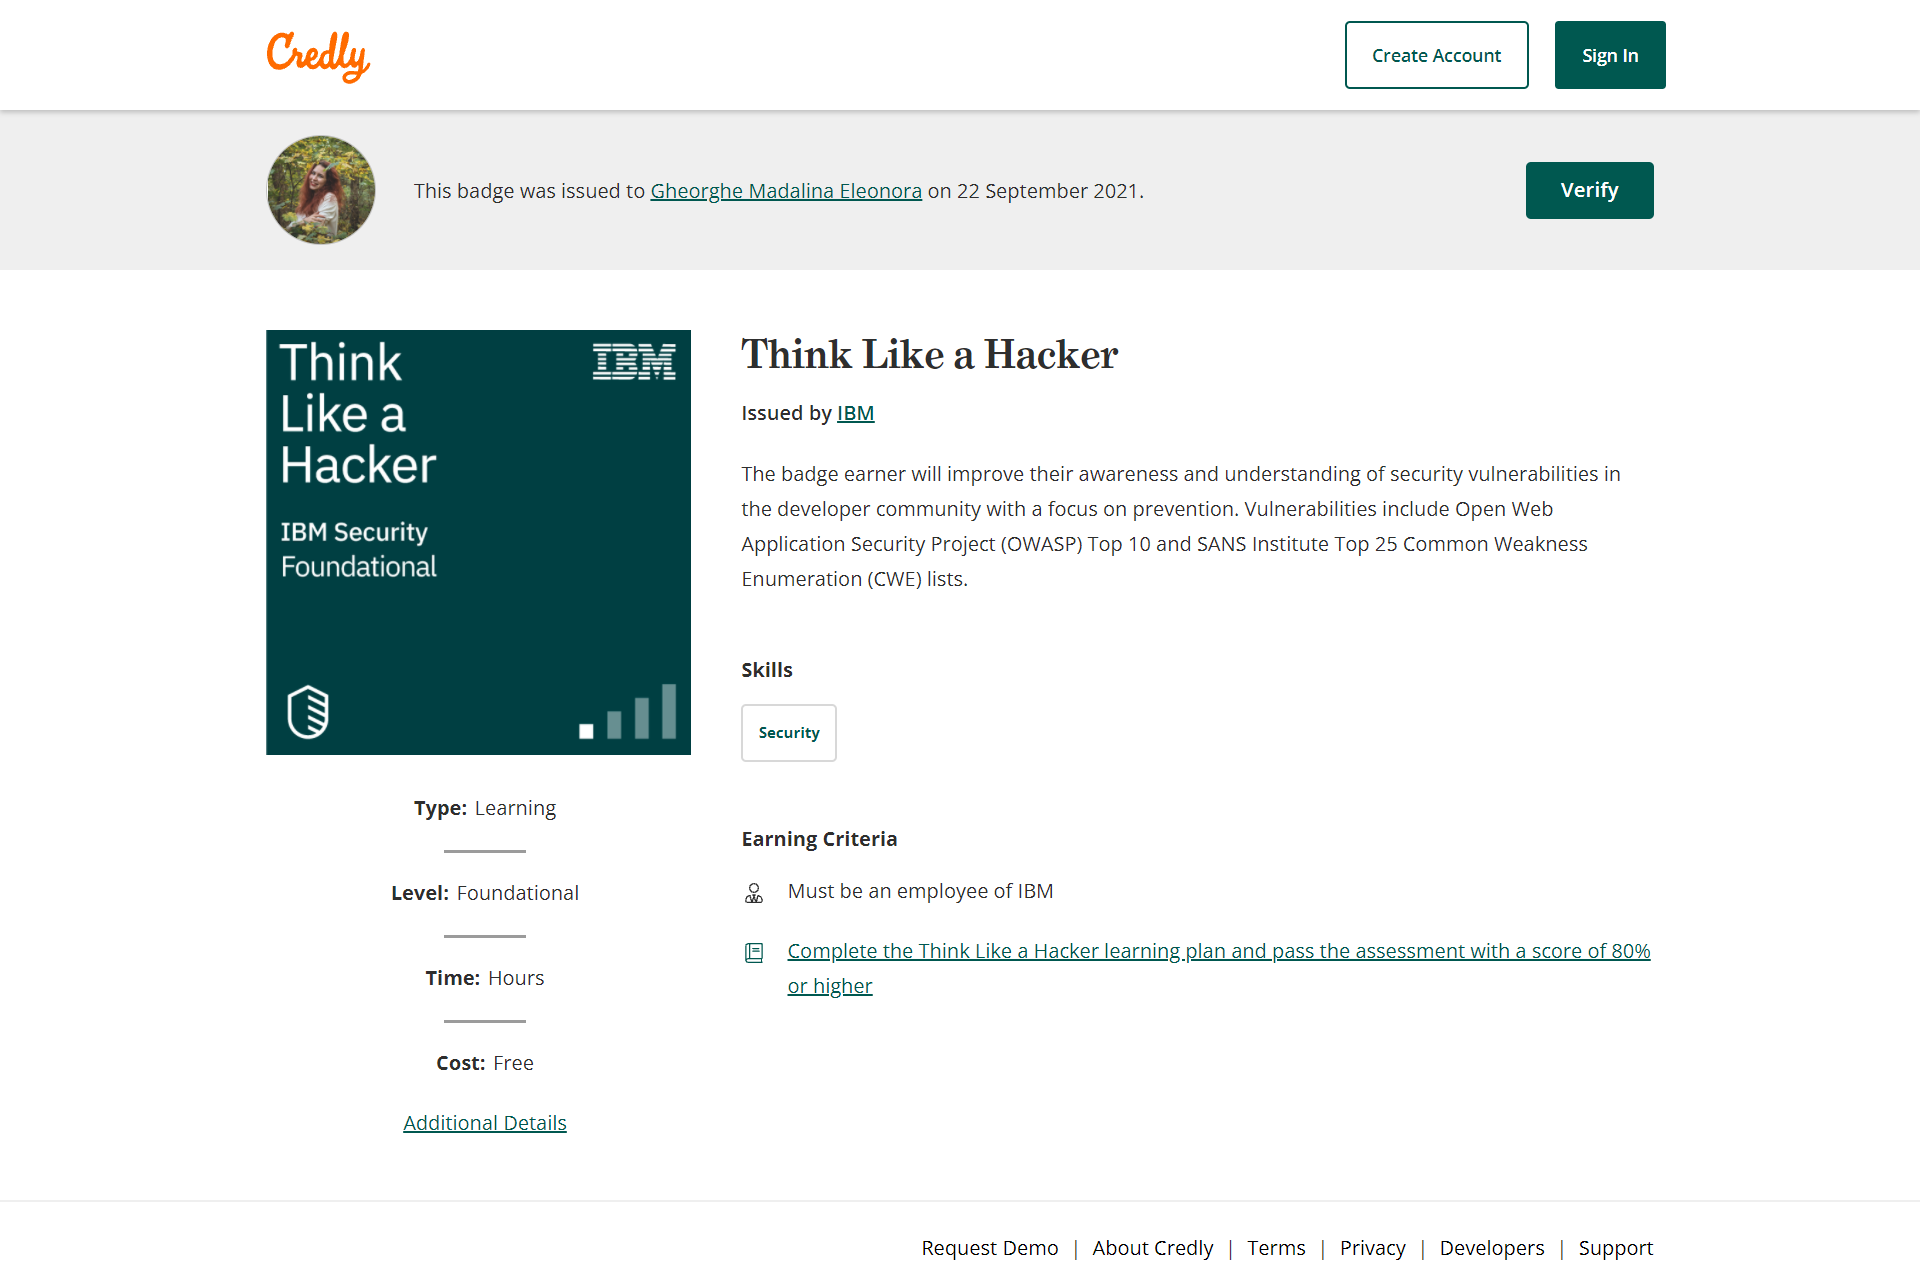 Credly
Create Account
Sign In
This badge was issued to Gheorghe Madalina Eleonora on 22 September 2021.
Verify
Think
Like a
Hacker
IBM
IBM Security
Foundational
Type: Learning
Level: Foundational
Time: Hours
Cost: Free
Additional Details
Think Like a Hacker
Issued by IBM
The badge earner will improve their awareness and understanding of security vulnerabilities in
the developer community with a focus on prevention. Vulnerabilities include Open Web
Application Security Project (OWASP) Top 10 and SANS Institute Top 25 Common Weakness
Enumeration (CWE) lists.
Skills
Security
Earning Criteria
Must be an employee of IBM
Complete the Think Like a Hacker learning plan and pass the assessment with a score of 80%
or higher
Request Demo | About Credly | Terms | Privacy | Developers | Support